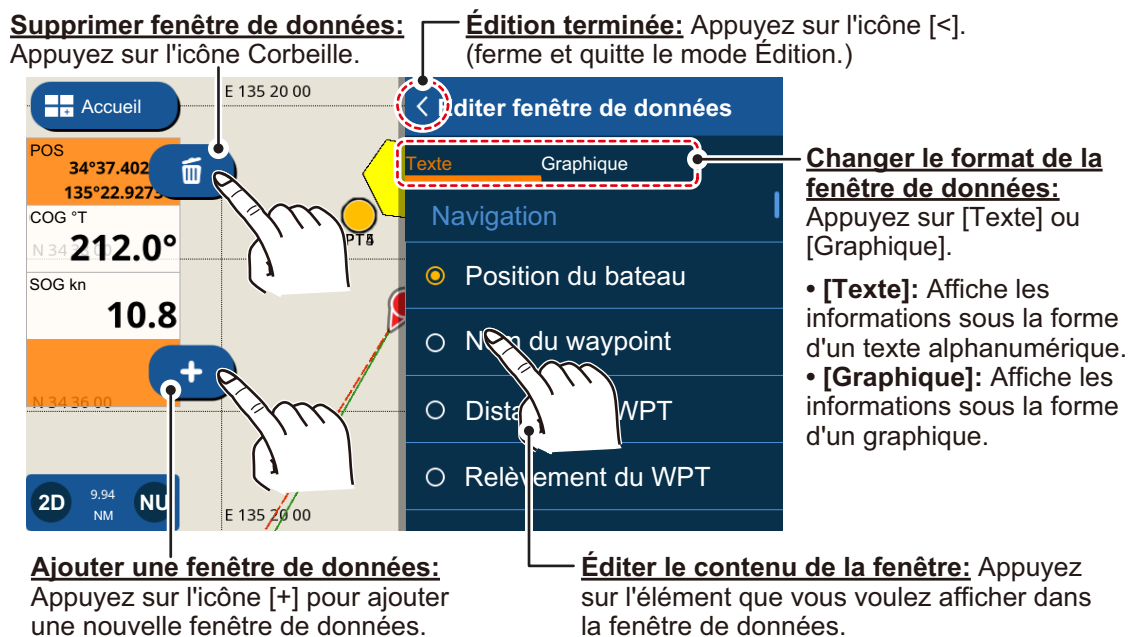 Supprimer fenêtre de données:
Appuyez sur l'icône Corbeille.
Édition terminée: Appuyez sur l'icône [<].
(ferme et quitte le mode Édition.)
Accueil
E 135 20 00
POS
34°37.402
135°22.927
COG °T
212.0°
N 34
SOG kn
10.8
N 34 36 00
2D
9.94
NM
NU
E 135 20 00
< Éditer fenêtre de données
Texte Graphique
Navigation
Position du bateau
Nom du waypoint
WPT
Relèvement du WPT
Changer le format de la
fenêtre de données:
Appuyez sur [Texte] ou
[Graphique].
• [Texte]: Affiche les
informations sous la forme
d'un texte alphanumérique.
• [Graphique]: Affiche les
informations sous la forme
d'un graphique.
Ajouter une fenêtre de données:
Appuyez sur l'icône [+] pour ajouter
une nouvelle fenêtre de données.
Éditer le contenu de la fenêtre: Appuyez
sur l'élément que vous voulez afficher dans
la fenêtre de données.